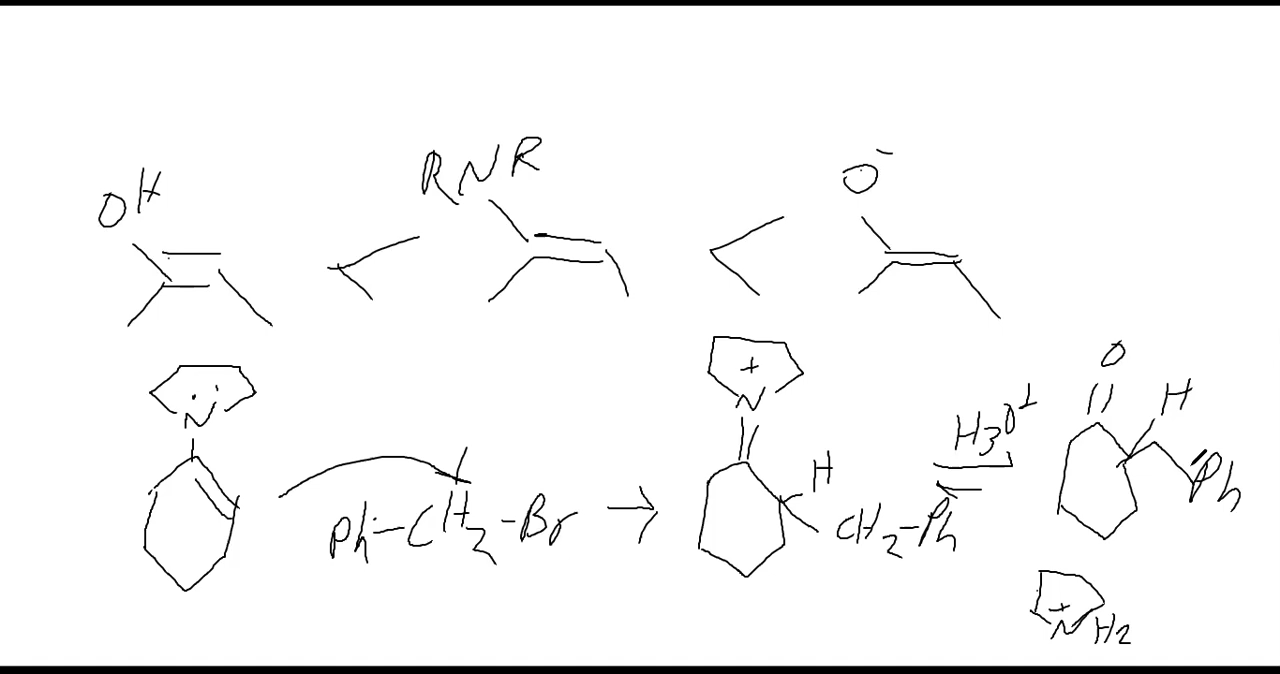 OH < RNR < O⁻
N + N O
H H₃O⁺ H
Ph-CH₂-Br → CH₂-Ph Ph
+ NH₂